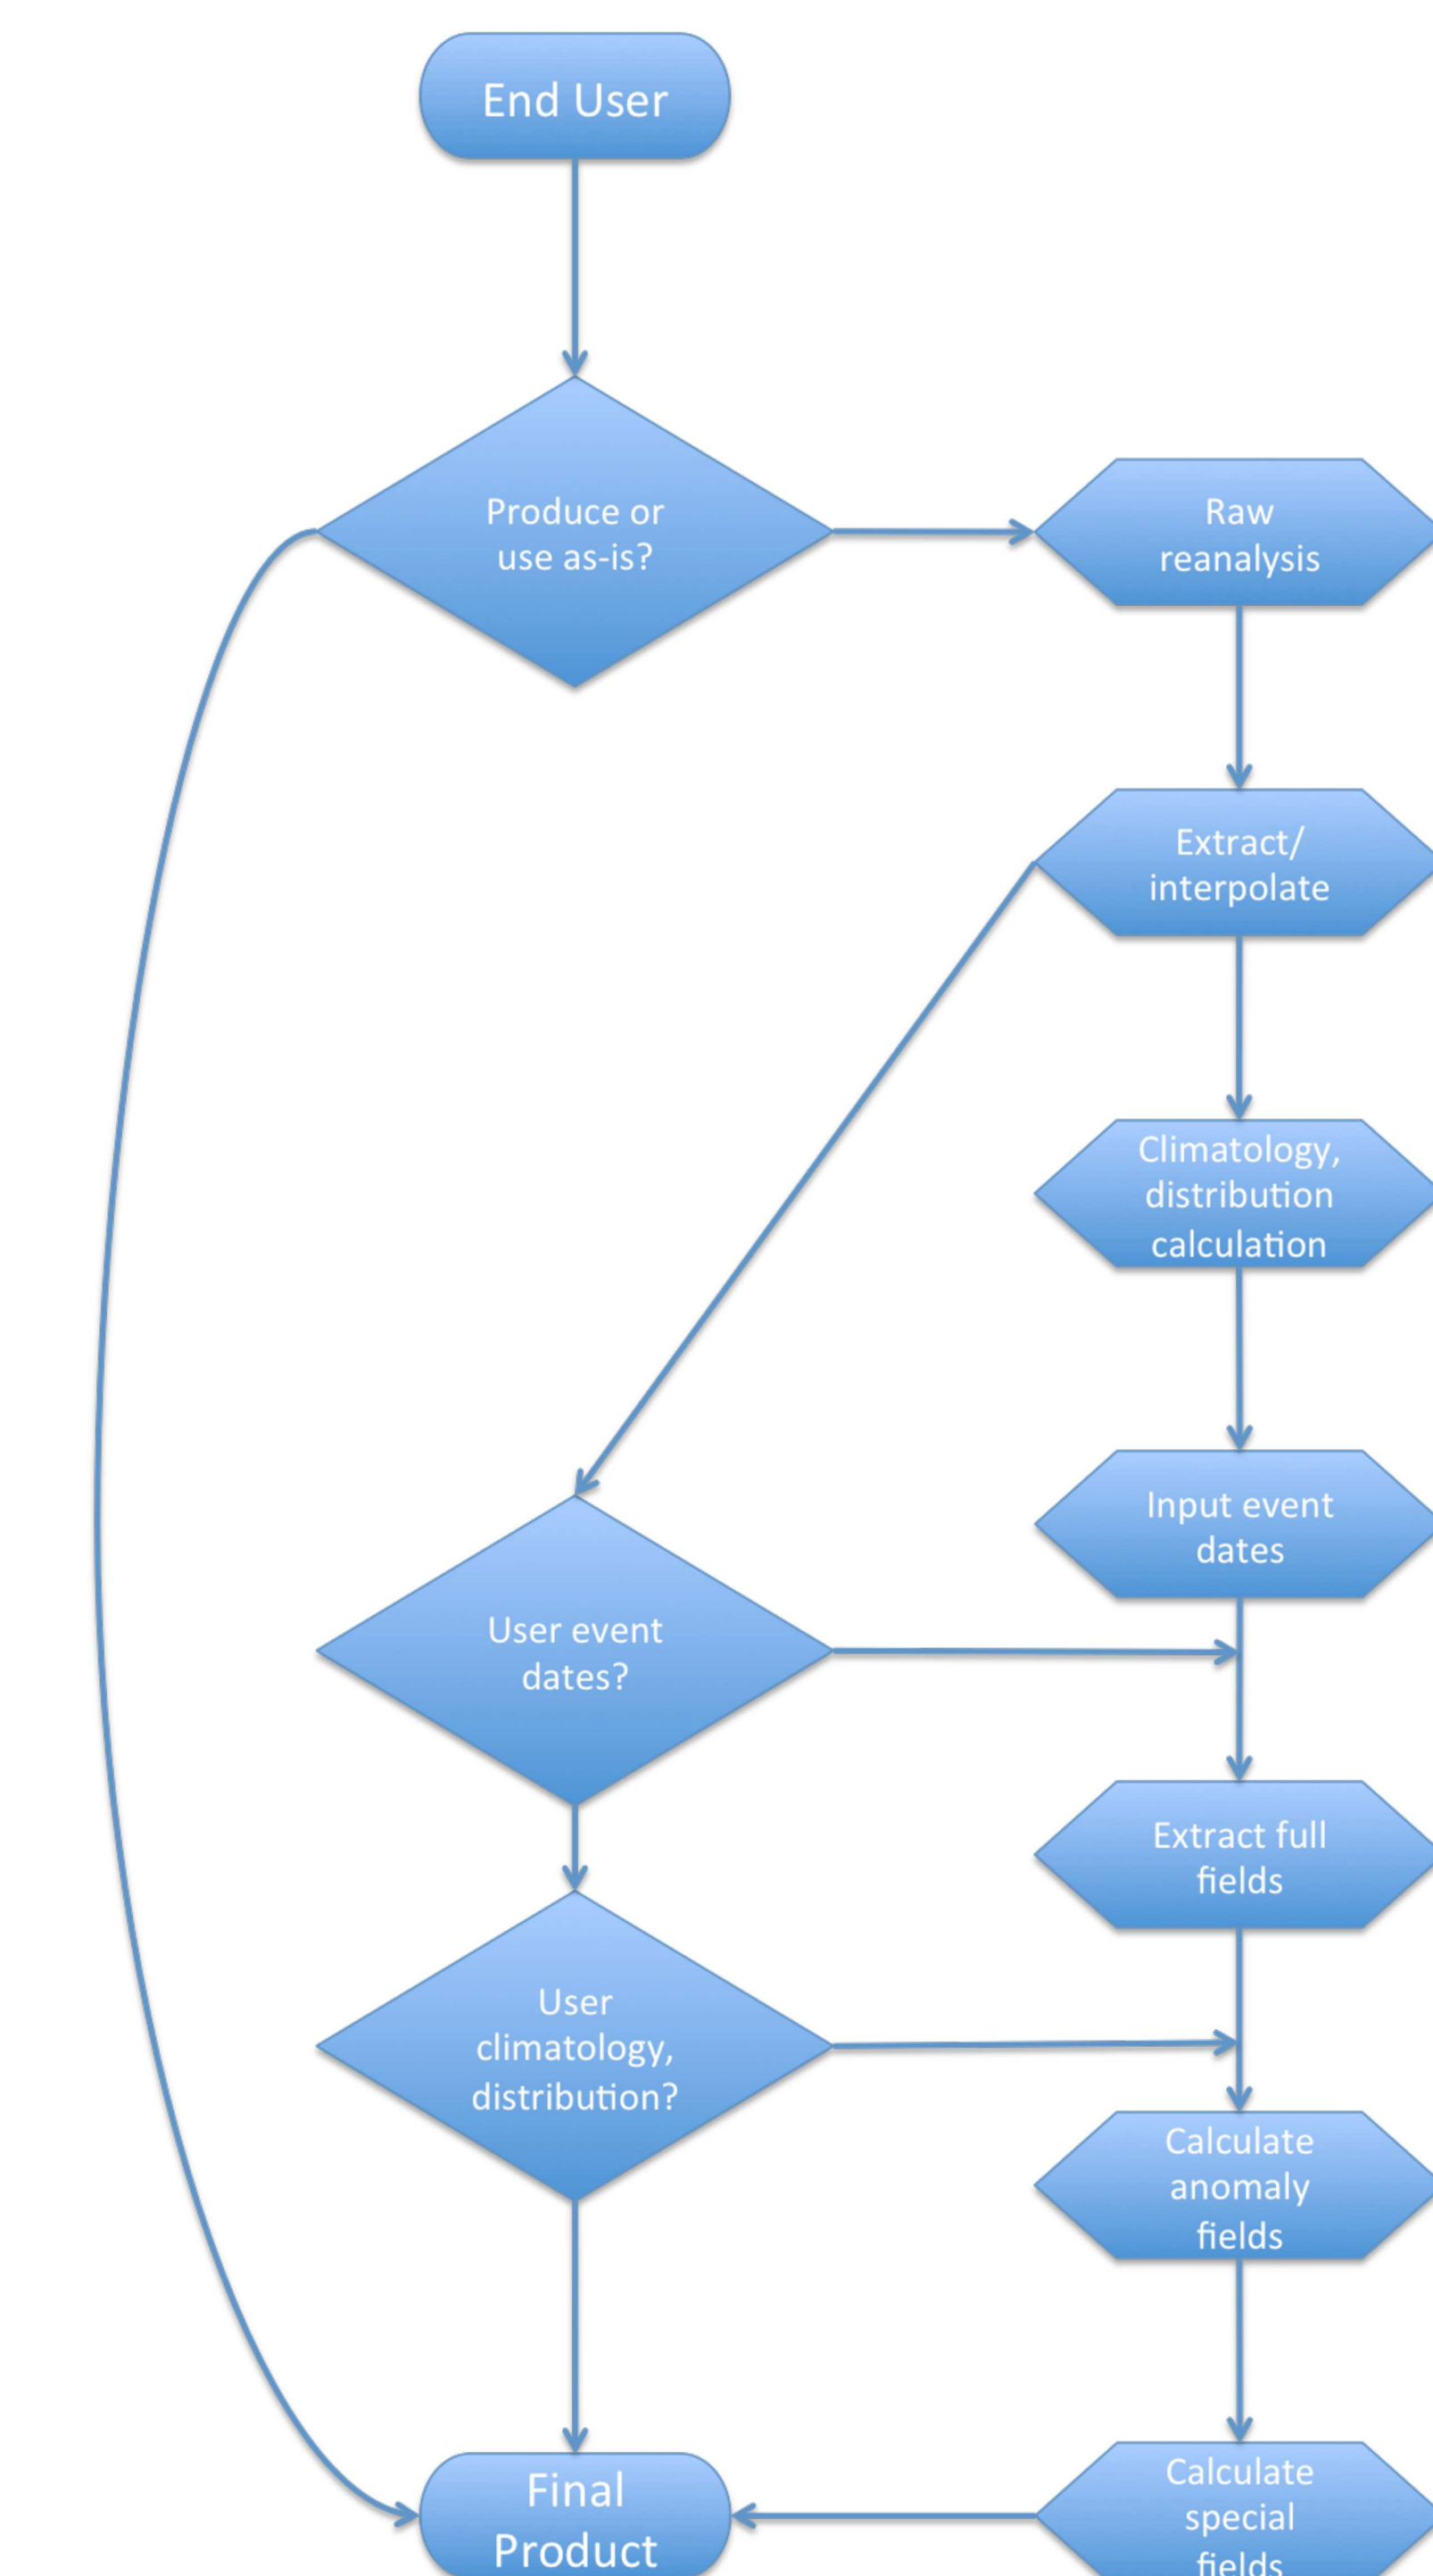 End User
Produce or
use as-is?
Raw
reanalysis
Extract/
interpolate
Climatology,
distribution
calculation
Input event
dates
User event
dates?
Extract full
fields
User
climatology,
distribution?
Calculate
anomaly
fields
Final
Product
Calculate
special
fields